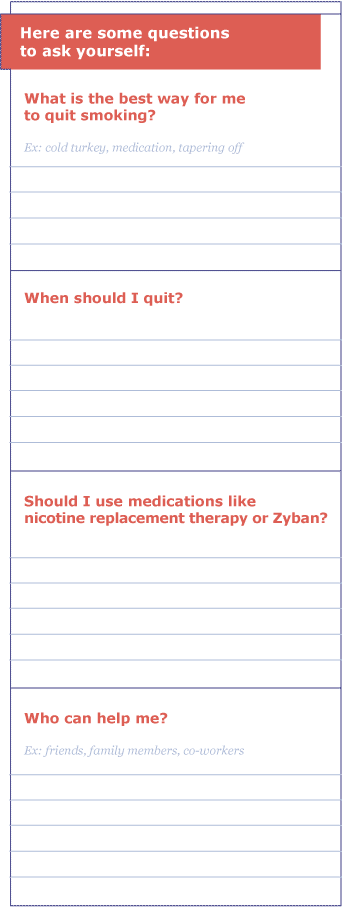 Here are some questions
to ask yourself:
What is the best way for me
to quit smoking?
Ex: cold turkey, medication, tapering off
When should I quit?
Should I use medications like
nicotine replacement therapy or Zyban?
Who can help me?
Ex: friends, family members, co-workers